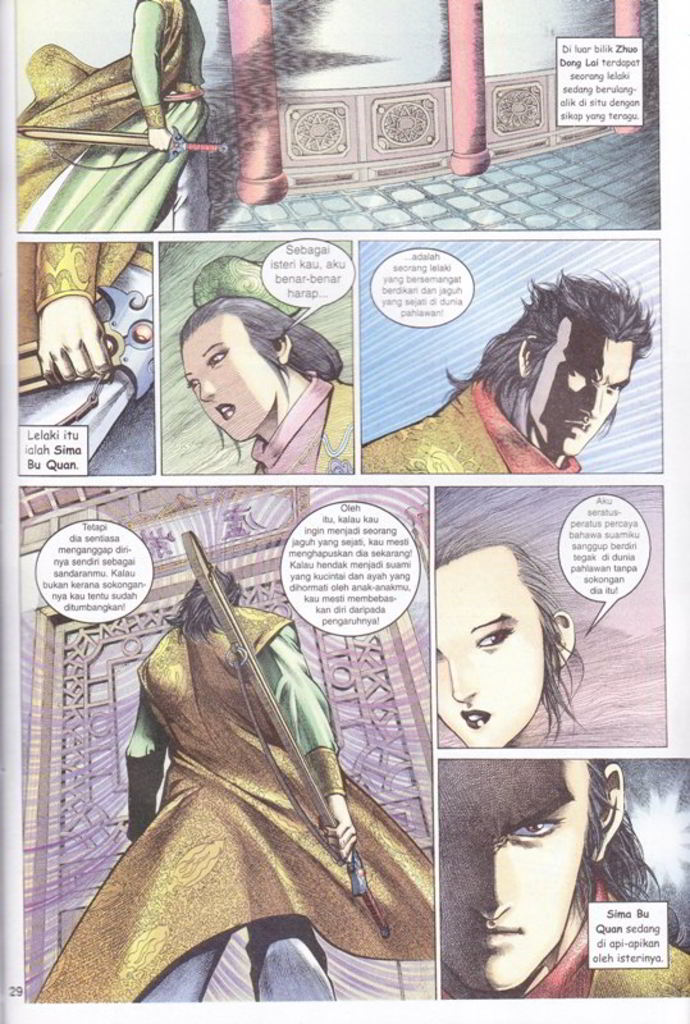 Di luar bilik Zhuo
Dong Lai terdapat
seorang lelaki
sedang berulang-
alik di situ dengan
sikap yang teragu.
Lelaki itu
ialah Sima
Bu Quan.
Sebagai
isteri kau, aku
benar-benar
harap...
...adalah
seorang lelaki
yang bersemangat
berdikari dan jaguh
yang sejati di dunia
pahlawan!
Tetapi
dia sentiasa
menganggap diri-
nya sendiri sebagai
sandaranmu. Kalau
bukan kerana sokongan-
nya kau tentu sudah
ditumbangkan!
Oleh
itu, kalau kau
ingin menjadi seorang
jaguh yang sejati, kau mesti
menghapuskan dia sekarang!
Kalau hendak menjadi suami
yang kucintai dan ayah yang
dihormati oleh anak-anakmu,
kau mesti membebas-
kan diri daripada
pengaruhnya!
Aku
seratus-
peratus percaya
bahawa suamiku
sanggup berdiri
tegak di dunia
tanpa sokongan
dia itu!
Sima Bu
Quan sedang
di api-apikan
oleh isterinya.
29